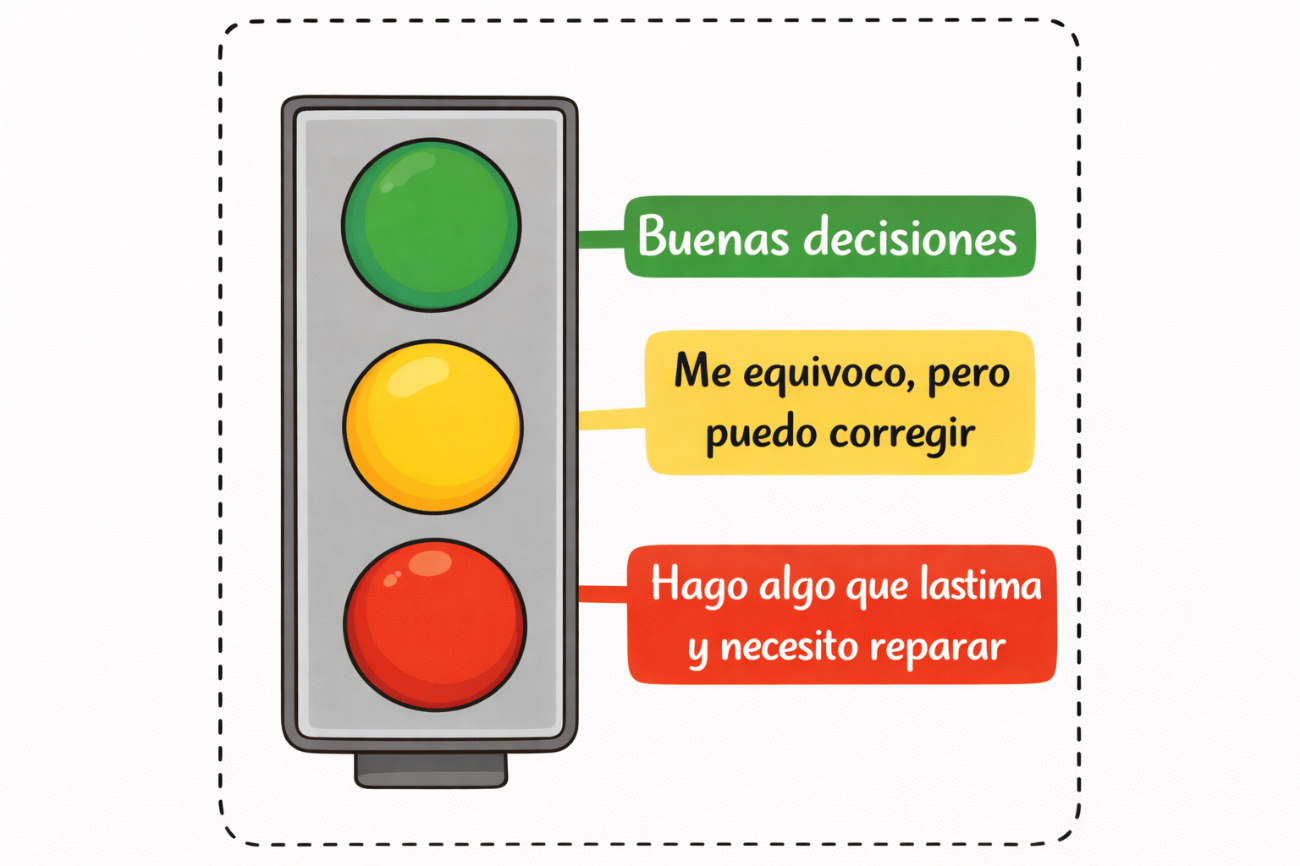 Buenas decisiones
Me equivoco, pero
puedo corregir
Hago algo que lastima
y necesito reparar